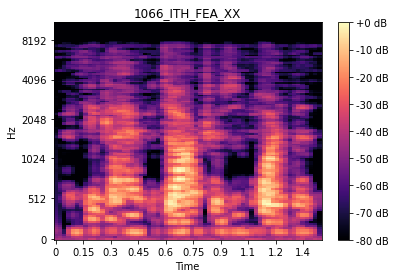 1066_ITH_FEA_XX
+0 dB
8192
-10 dB
4096
-20 dB
-30 dB
2048
Hz
-40 dB
1024
-50 dB
-60 dB
512
-70 dB
0
-80 dB
0 0.15 0.3 0.45 0.6 0.75 0.9 1.1 1.2 1.4
Time